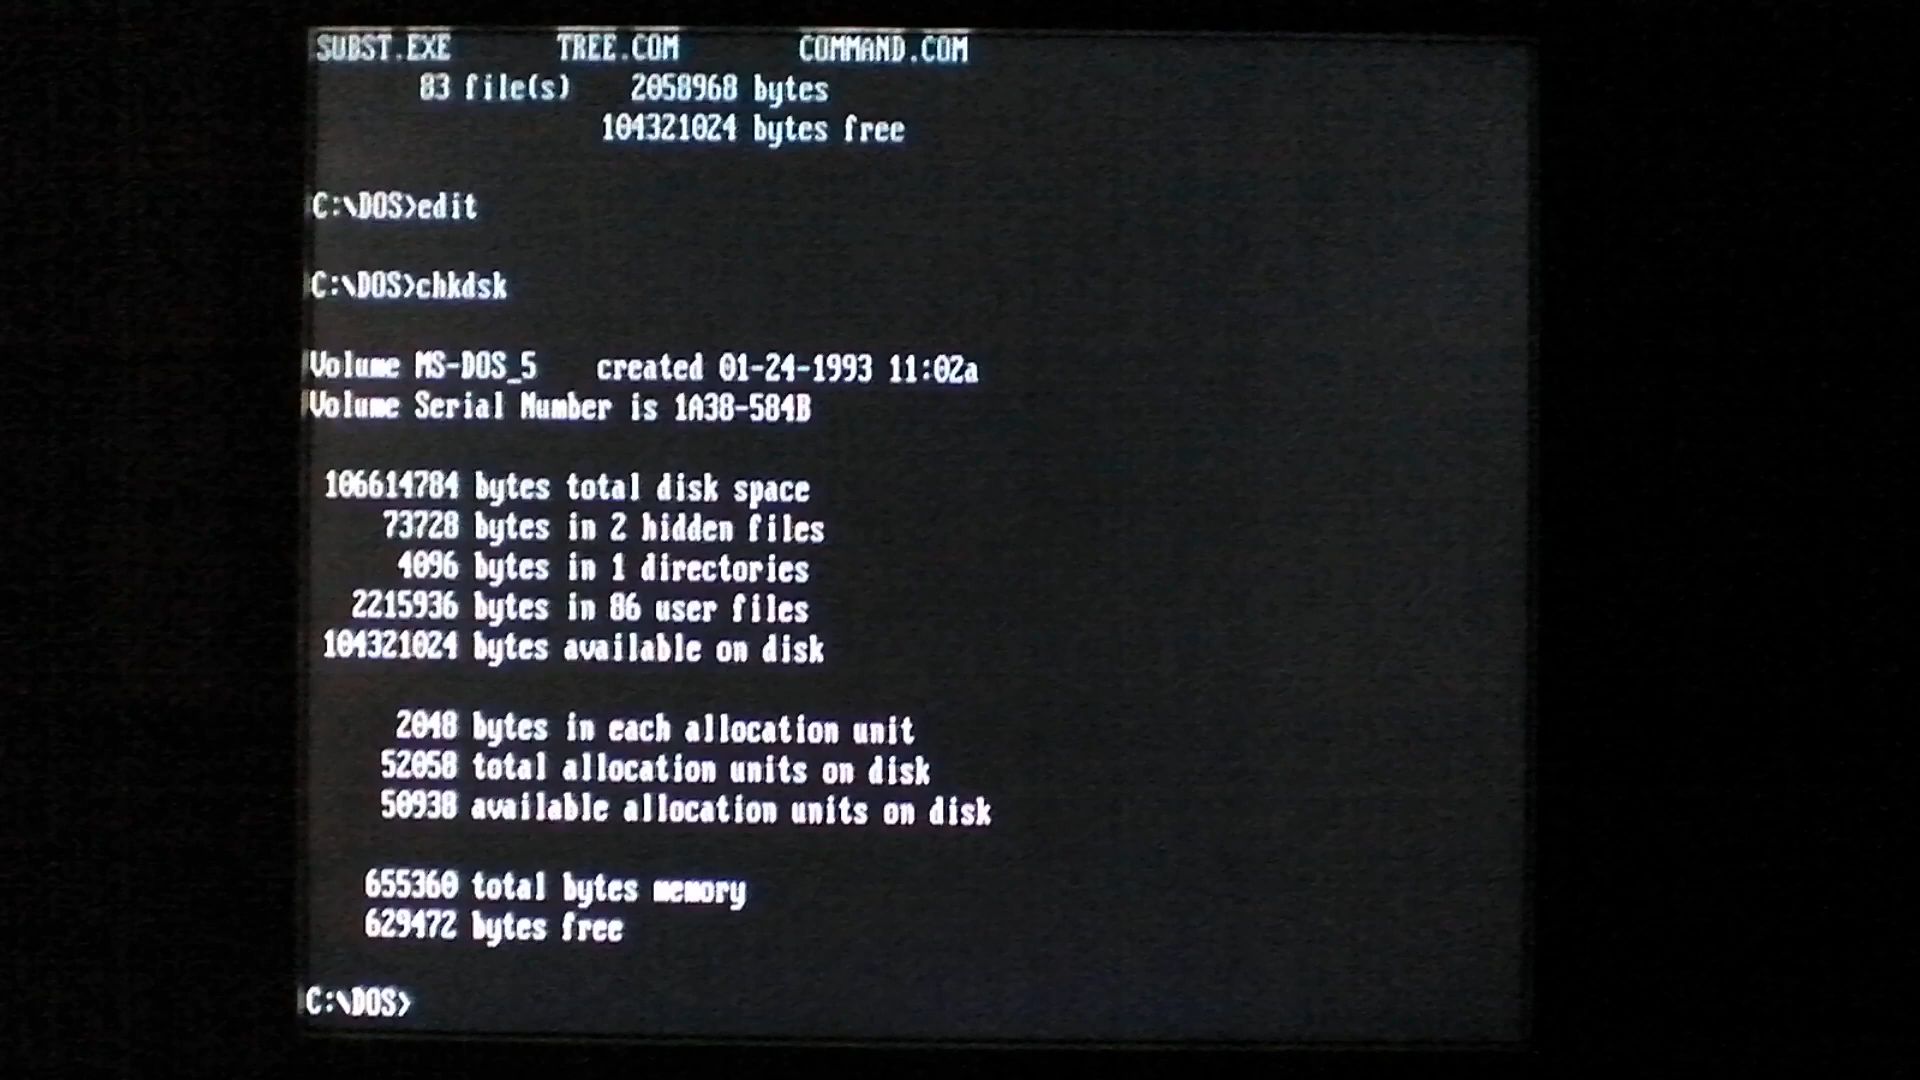 SUBST.EXE TREE.COM COMMAND.COM
83 file(s) 2058968 bytes
104321024 bytes free
C:\DOS>edit
C:\DOS>chkdsk
Volume MS-DOS_5 created 01-24-1993 11:02a
Volume Serial Number is 1A38-584B
106614784 bytes total disk space
73728 bytes in 2 hidden files
4096 bytes in 1 directories
2215936 bytes in 86 user files
104321024 bytes available on disk
2048 bytes in each allocation unit
52058 total allocation units on disk
50938 available allocation units on disk
655360 total bytes memory
629472 bytes free
C:\DOS>